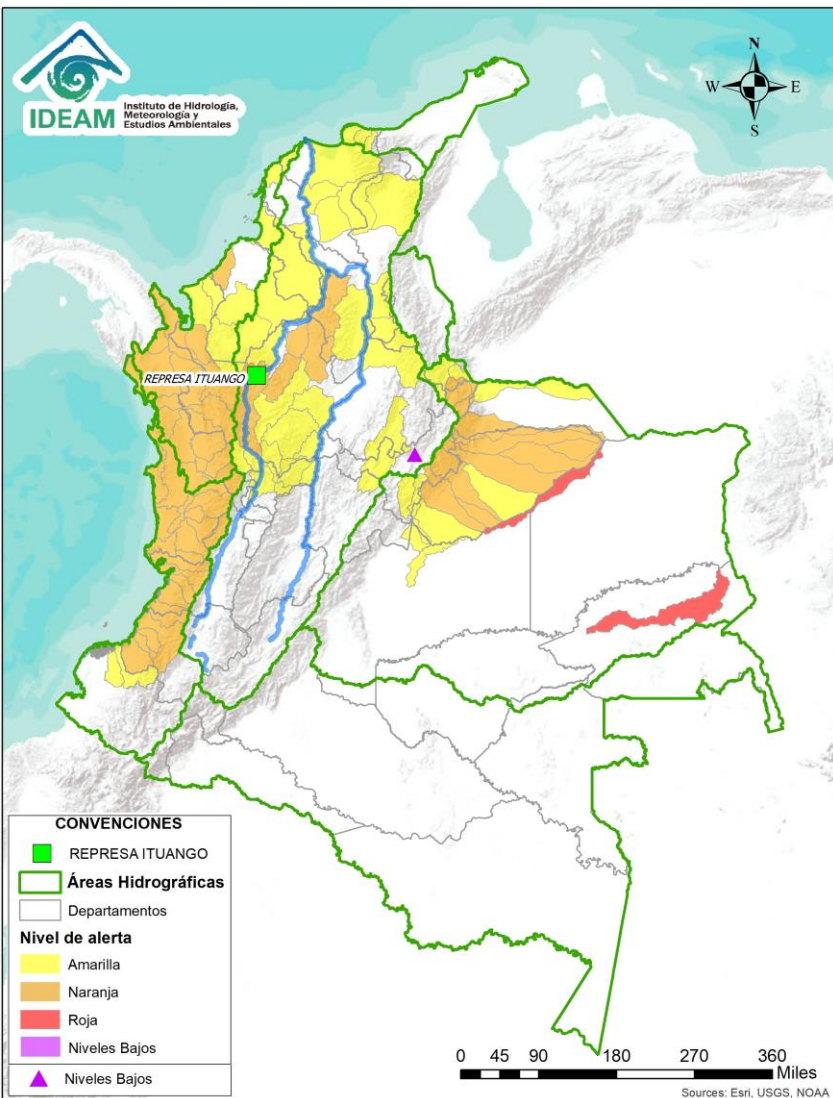 IDEAM
Instituto de Hidrología,
Meteorología y
Estudios Ambientales
N
W
E
S
REPRESA ITUANGO
CONVENCIONES
REPRESA ITUANGO
Áreas Hidrográficas
Departamentos
Nivel de alerta
Amarilla
Naranja
Roja
Niveles Bajos
Niveles Bajos
0 45 90 180 270 360
Miles
Sources: Esri, USGS, NOAA